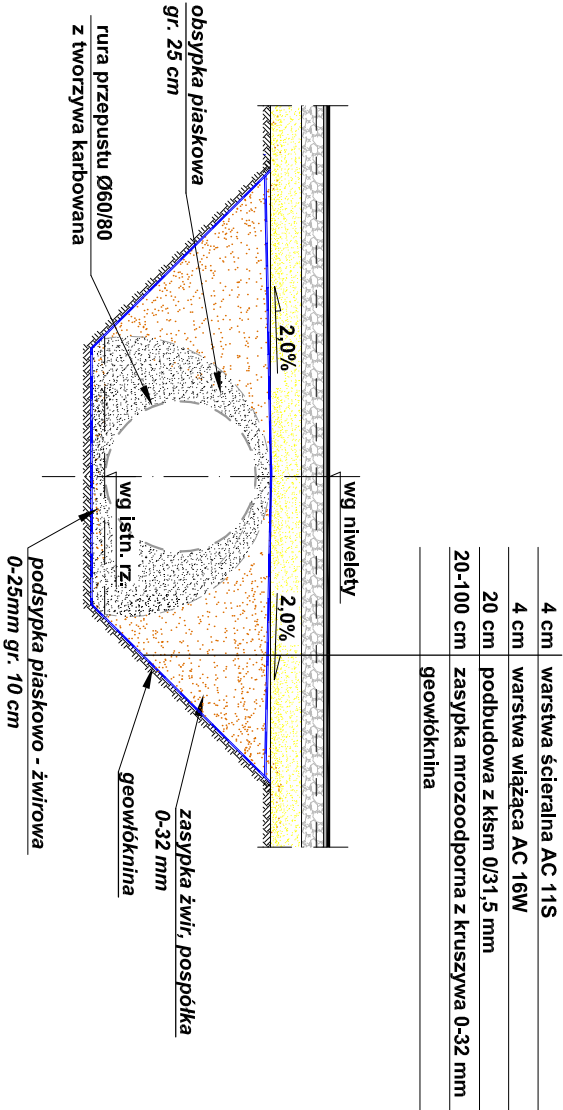 4 cm warstwa ścieralna AC 11S
4 cm warstwa wiążąca AC 16W
20 cm podbudowa z kłsm 0/31,5 mm
20-100 cm zasypka mrozoodporna z kruszywa 0-32 mm
geowłóknina
wg niwelety
2,0%
2,0%
obsypka piaskowa
gr. 25 cm
rura przepustu Ø60/80
z tworzywa karbowana
wg istn. rz.
zasypka żwir, pospółka
0-32 mm
geowłóknina
podsypka piaskowo - żwirowa
0-25mm gr. 10 cm